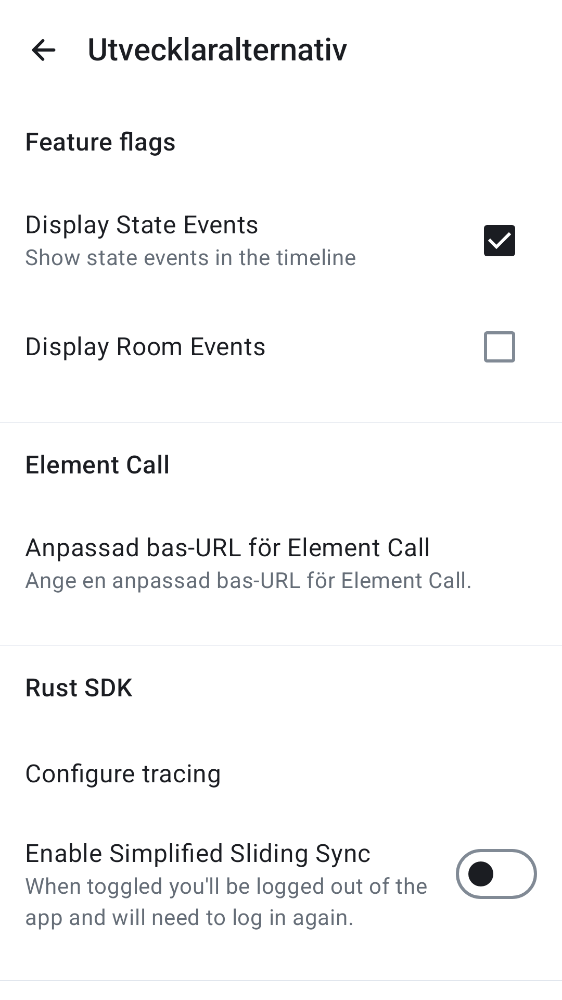 Utvecklaralternativ
Feature flags
Display State Events
Show state events in the timeline
Display Room Events
Element Call
Anpassad bas-URL för Element Call
Ange en anpassad bas-URL för Element Call.
Rust SDK
Configure tracing
Enable Simplified Sliding Sync
When toggled you'll be logged out of the
app and will need to log in again.